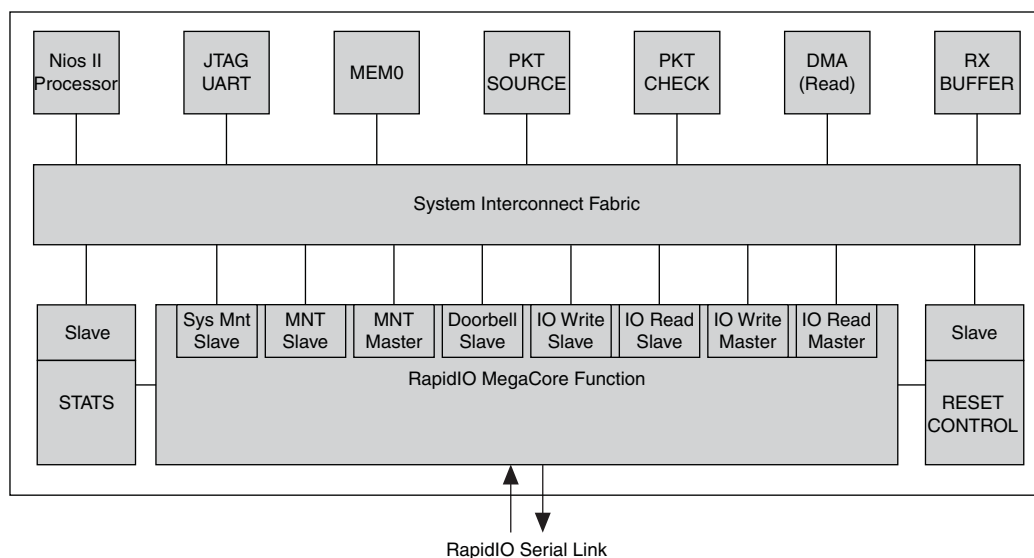 Nios II
Processor
JTAG
UART
MEM0
PKT
SOURCE
PKT
CHECK
DMA
(Read)
RX
BUFFER
System Interconnect Fabric
Slave
STATS
Sys Mnt
Slave
MNT
Slave
MNT
Master
Doorbell
Slave
IO Write
Slave
IO Read
Slave
IO Write
Master
IO Read
Master
RapidIO MegaCore Function
Slave
RESET
CONTROL
RapidIO Serial Link